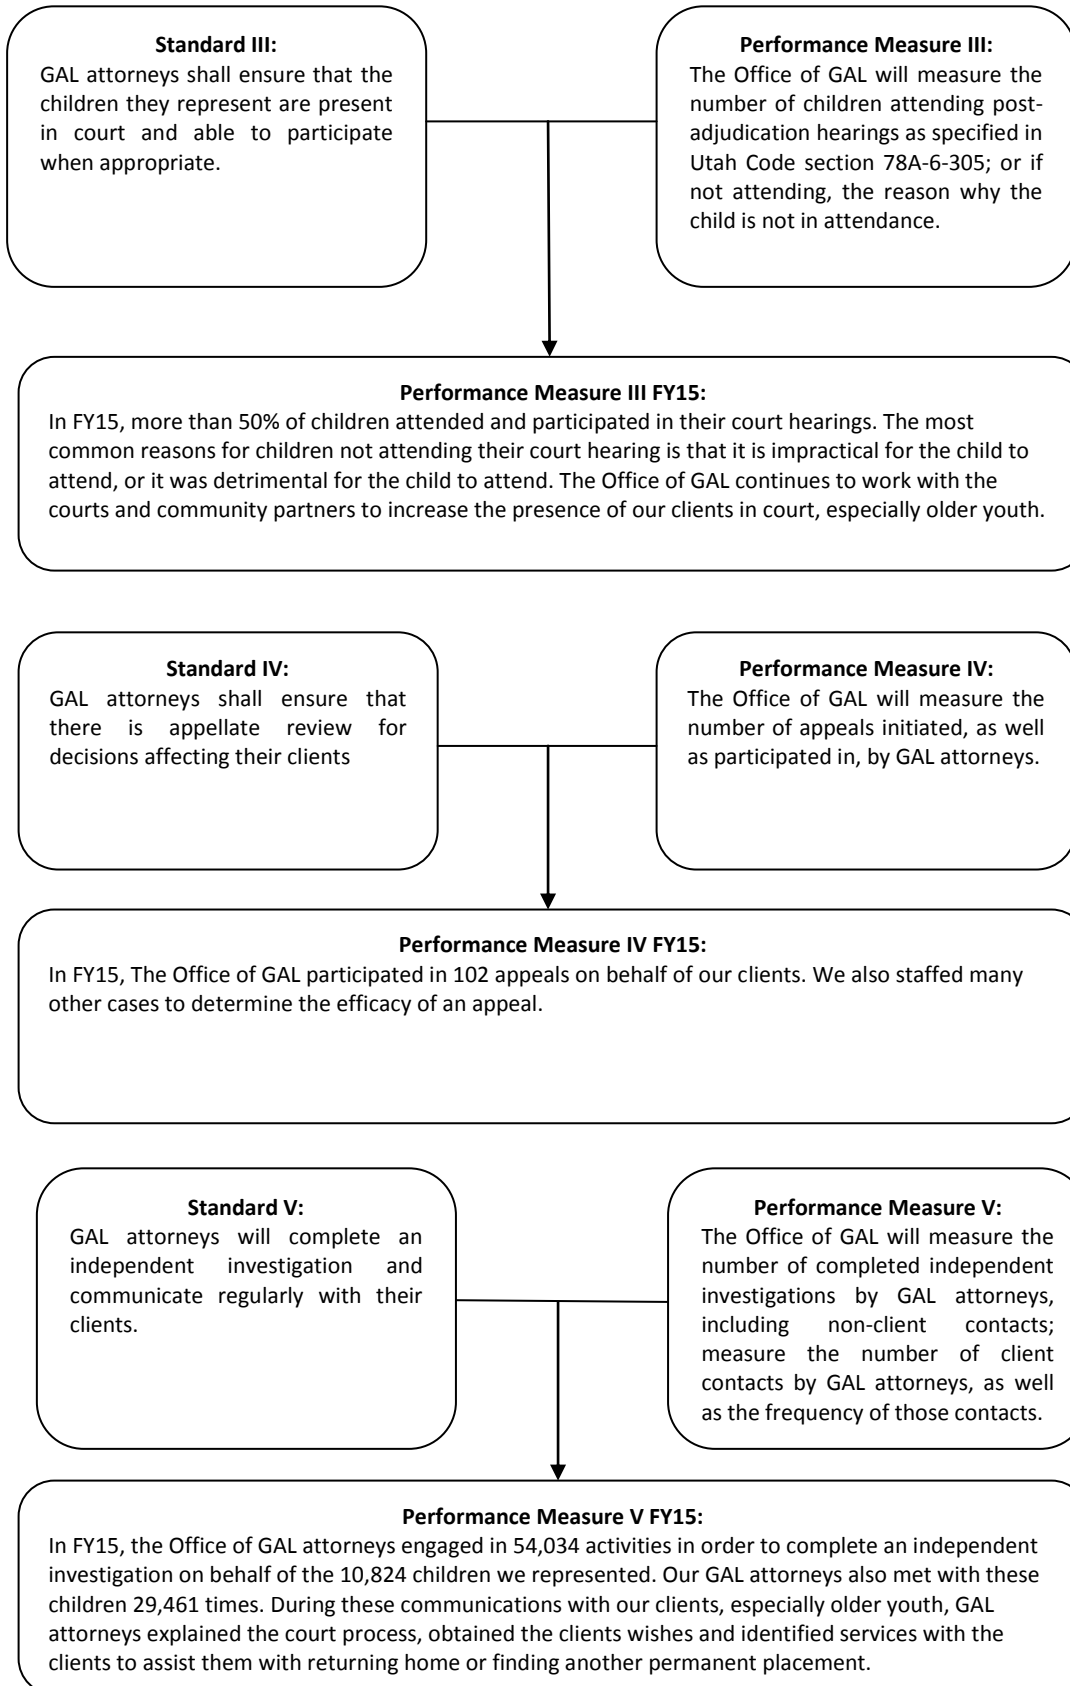 Standard III:
GAL attorneys shall ensure that the
children they represent are present
in court and able to participate
when appropriate.
Performance Measure III:
The Office of GAL will measure the
number of children attending post-
adjudication hearings as specified in
Utah Code section 78A-6-305; or if
not attending, the reason why the
child is not in attendance.
Performance Measure III FY15:
In FY15, more than 50% of children attended and participated in their court hearings. The most
common reasons for children not attending their court hearing is that it is impractical for the child to
attend, or it was detrimental for the child to attend. The Office of GAL continues to work with the
courts and community partners to increase the presence of our clients in court, especially older youth.
Standard IV:
GAL attorneys shall ensure that
there is appellate review for
decisions affecting their clients
Performance Measure IV:
The Office of GAL will measure the
number of appeals initiated, as well
as participated in, by GAL attorneys.
Performance Measure IV FY15:
In FY15, The Office of GAL participated in 102 appeals on behalf of our clients. We also staffed many
other cases to determine the efficacy of an appeal.
Standard V:
GAL attorneys will complete an
independent investigation and
communicate regularly with their
clients.
Performance Measure V:
The Office of GAL will measure the
number of completed independent
investigations by GAL attorneys,
including non-client contacts;
measure the number of client
contacts by GAL attorneys, as well
as the frequency of those contacts.
Performance Measure V FY15:
In FY15, the Office of GAL attorneys engaged in 54,034 activities in order to complete an independent
investigation on behalf of the 10,824 children we represented. Our GAL attorneys also met with these
children 29,461 times. During these communications with our clients, especially older youth, GAL
attorneys explained the court process, obtained the clients wishes and identified services with the
clients to assist them with returning home or finding another permanent placement.